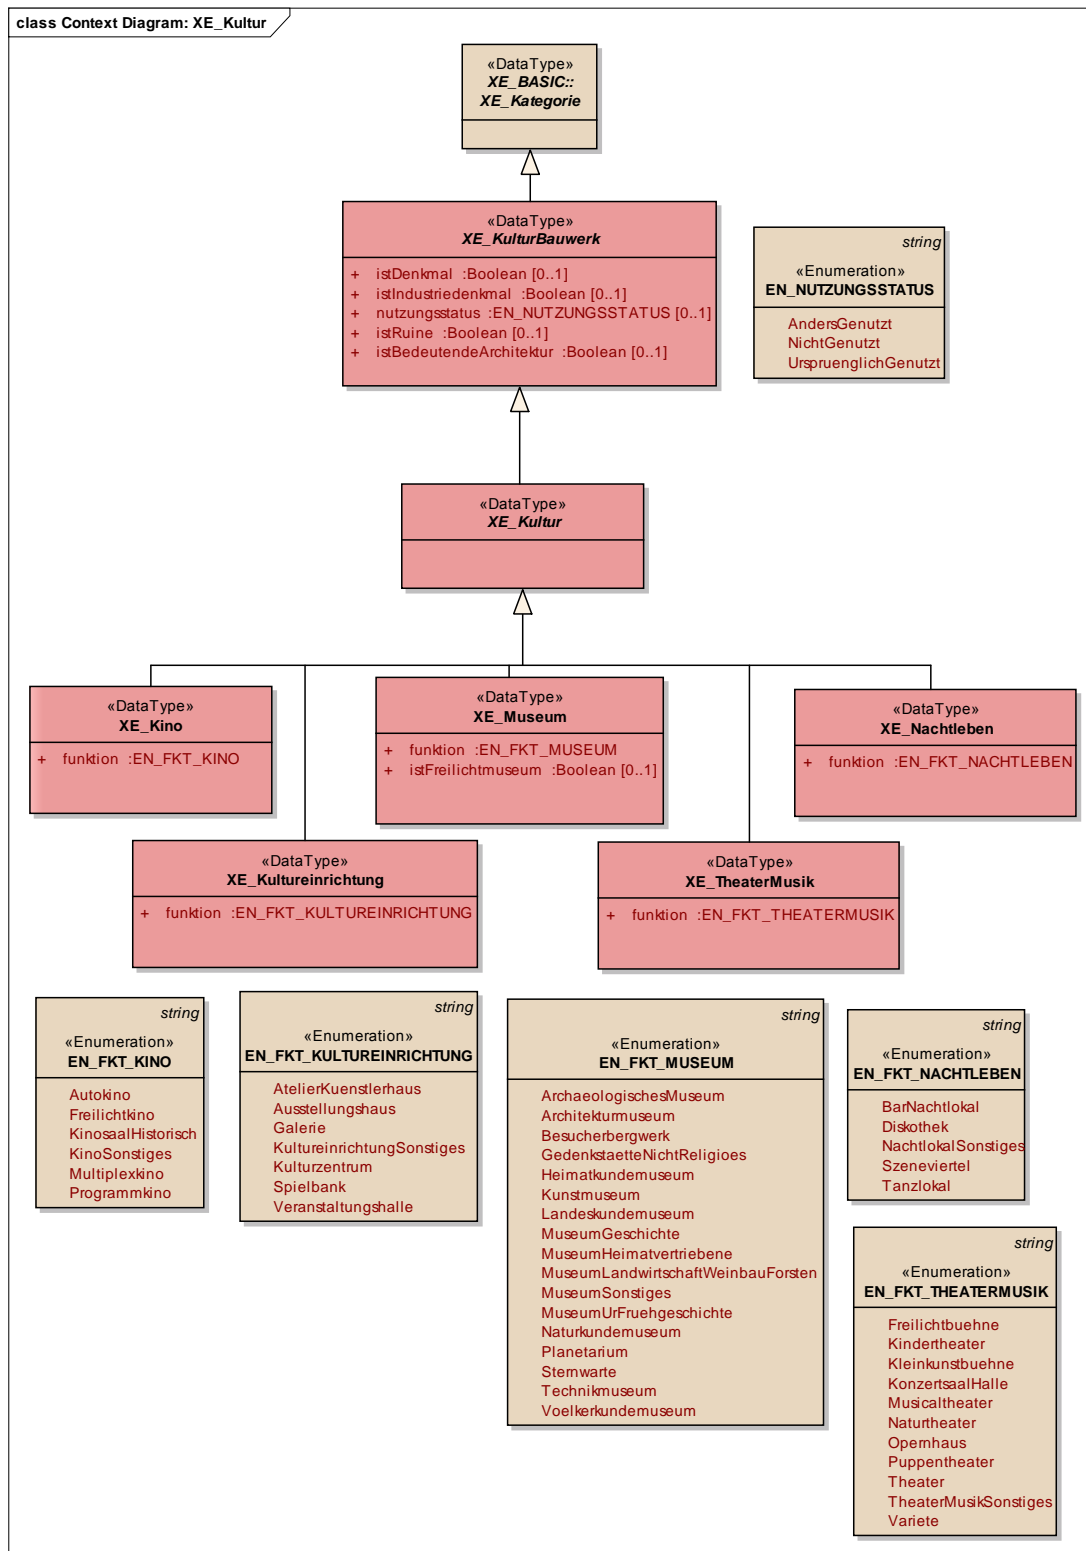 class Context Diagram: XE_Kultur
«DataType»
XE_BASIC::
XE_Kategorie
«DataType»
XE_KulturBauwerk
+ istDenkmal :Boolean [0..1]
+ istIndustriedenkmal :Boolean [0..1]
+ nutzungsstatus :EN_NUTZUNGSSTATUS [0..1]
+ istRuine :Boolean [0..1]
+ istBedeutendeArchitektur :Boolean [0..1]
string
«Enumeration»
EN_NUTZUNGSSTATUS
AndersGenutzt
NichtGenutzt
UrspruenglichGenutzt
«DataType»
XE_Kultur
«DataType»
XE_Kino
+ funktion :EN_FKT_KINO
«DataType»
XE_Museum
+ funktion :EN_FKT_MUSEUM
+ istFreilichtmuseum :Boolean [0..1]
«DataType»
XE_Nachtleben
+ funktion :EN_FKT_NACHTLEBEN
«DataType»
XE_Kultureinrichtung
+ funktion :EN_FKT_KULTUREINRICHTUNG
«DataType»
XE_TheaterMusik
+ funktion :EN_FKT_THEATERMUSIK
string
«Enumeration»
EN_FKT_KINO
Autokino
Freilichtkino
KinosaalHistorisch
KinoSonstiges
Multiplexkino
Programmkino
string
«Enumeration»
EN_FKT_KULTUREINRICHTUNG
AtelierKuenstlerhaus
Ausstellungshaus
Galerie
KultureinrichtungSonstiges
Kulturzentrum
Spielbank
Veranstaltungshalle
string
«Enumeration»
EN_FKT_MUSEUM
ArchaeologischesMuseum
Architekturmuseum
Besucherbergwerk
GedenkstaetteNichtReligioes
Heimatkundemuseum
Kunstmuseum
Landeskundemuseum
MuseumGeschichte
MuseumHeimatvertriebene
MuseumLandwirtschaftWeinbauForsten
MuseumSonstiges
MuseumUrFruehgeschichte
Naturkundemuseum
Planetarium
Sternwarte
Technikmuseum
Voelkerkundemuseum
string
«Enumeration»
EN_FKT_NACHTLEBEN
BarNachtlokal
Diskothek
NachtlokalSonstiges
Szeneviertel
Tanzlokal
string
«Enumeration»
EN_FKT_THEATERMUSIK
Freilichtbuehne
Kindertheater
Kleinkunstbuehne
KonzertsaalHalle
Musicaltheater
Naturtheater
Opernhaus
Puppentheater
Theater
TheaterMusikSonstiges
Variete